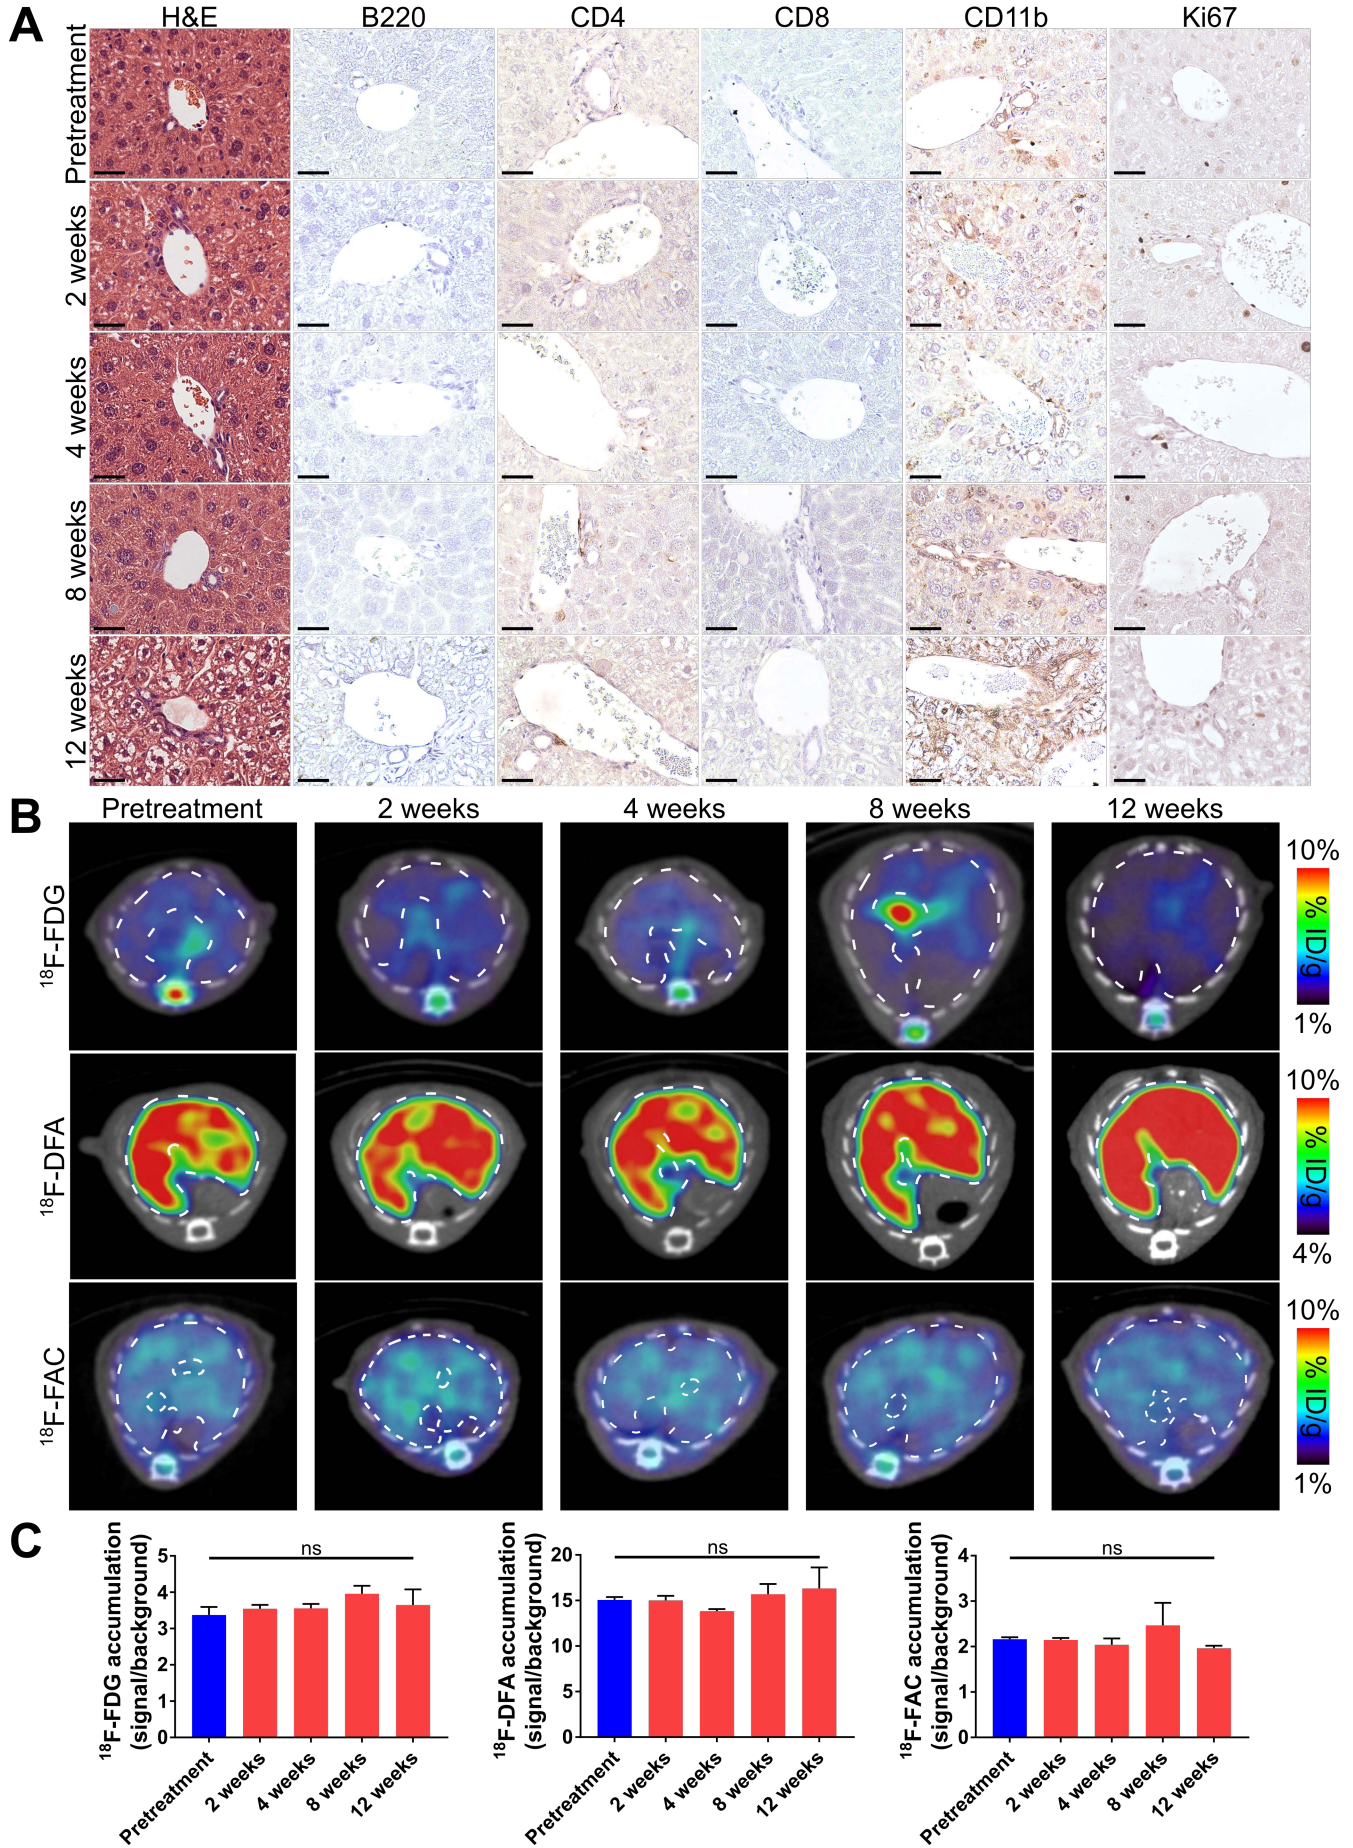 A
H&E B220 CD4 CD8 CD11b Ki67
Pretreatment
2 weeks
4 weeks
8 weeks
12 weeks
B
Pretreatment 2 weeks 4 weeks 8 weeks 12 weeks
¹⁸F-FDG
10%
% ID/g
1%
¹⁸F-DFA
10%
% ID/g
4%
¹⁸F-FAC
10%
% ID/g
1%
C
¹⁸F-FDG accumulation
(signal/background)
5
4
3
2
1
0
ns
Pretreatment
2 weeks
4 weeks
8 weeks
12 weeks
¹⁸F-DFA accumulation
(signal/background)
20
15
10
5
0
ns
Pretreatment
2 weeks
4 weeks
8 weeks
12 weeks
¹⁸F-FAC accumulation
(signal/background)
4
3
2
1
0
ns
Pretreatment
2 weeks
4 weeks
8 weeks
12 weeks